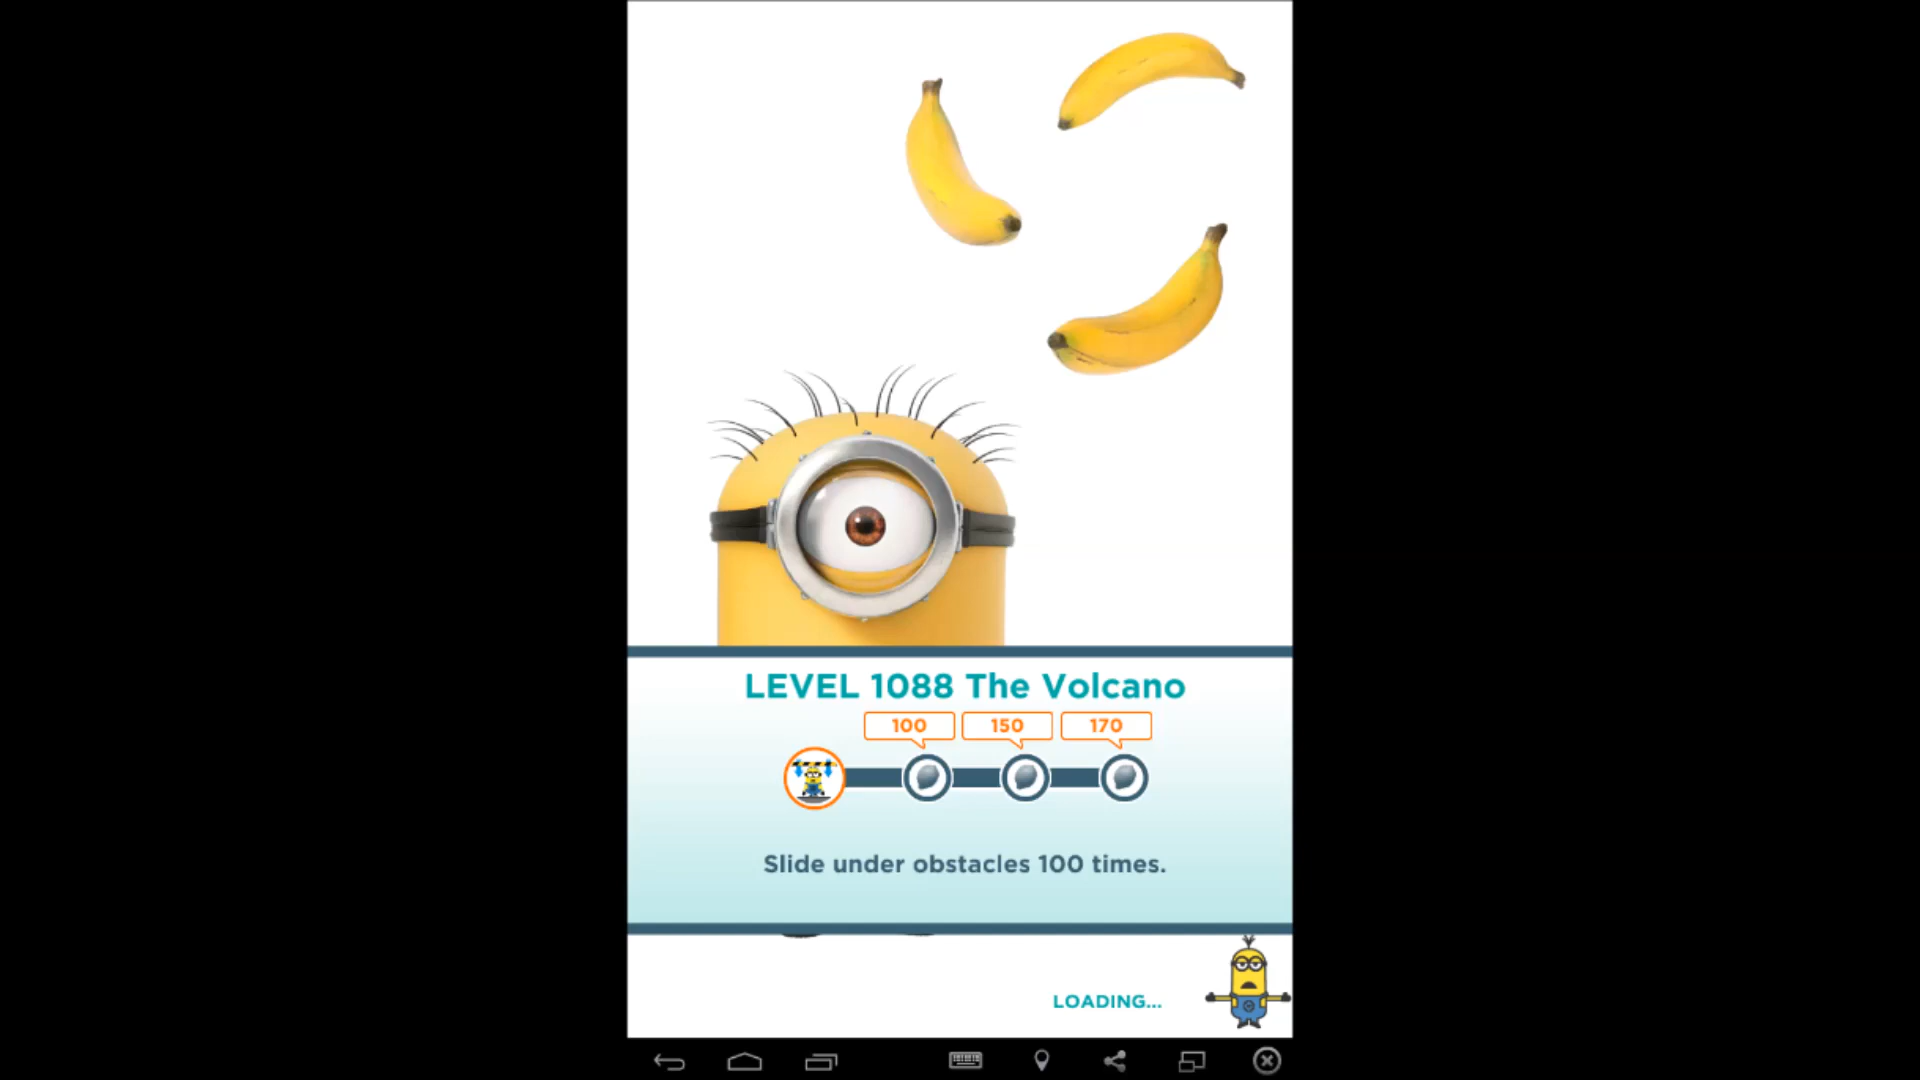 LEVEL 1088 The Volcano
100 150 170
Slide under obstacles 100 times.
LOADING...